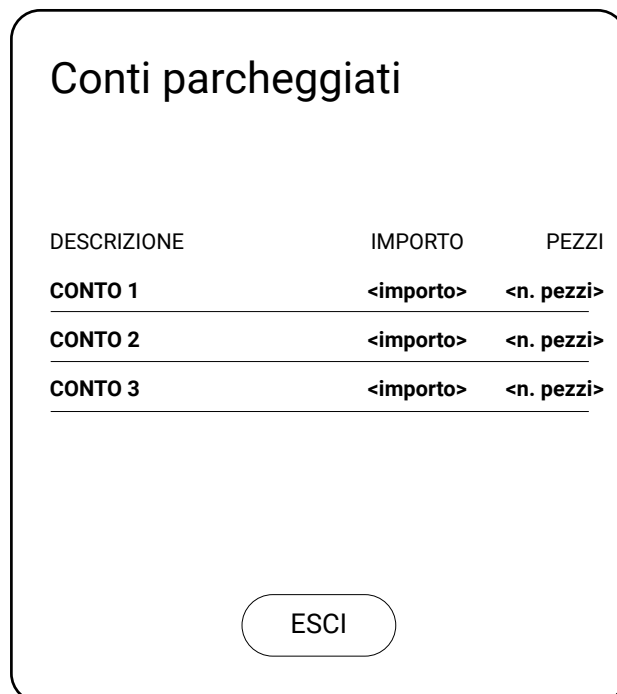 Conti parcheggiati
DESCRIZIONE IMPORTO PEZZI
CONTO 1 <importo> <n. pezzi>
CONTO 2 <importo> <n. pezzi>
CONTO 3 <importo> <n. pezzi>
ESCI